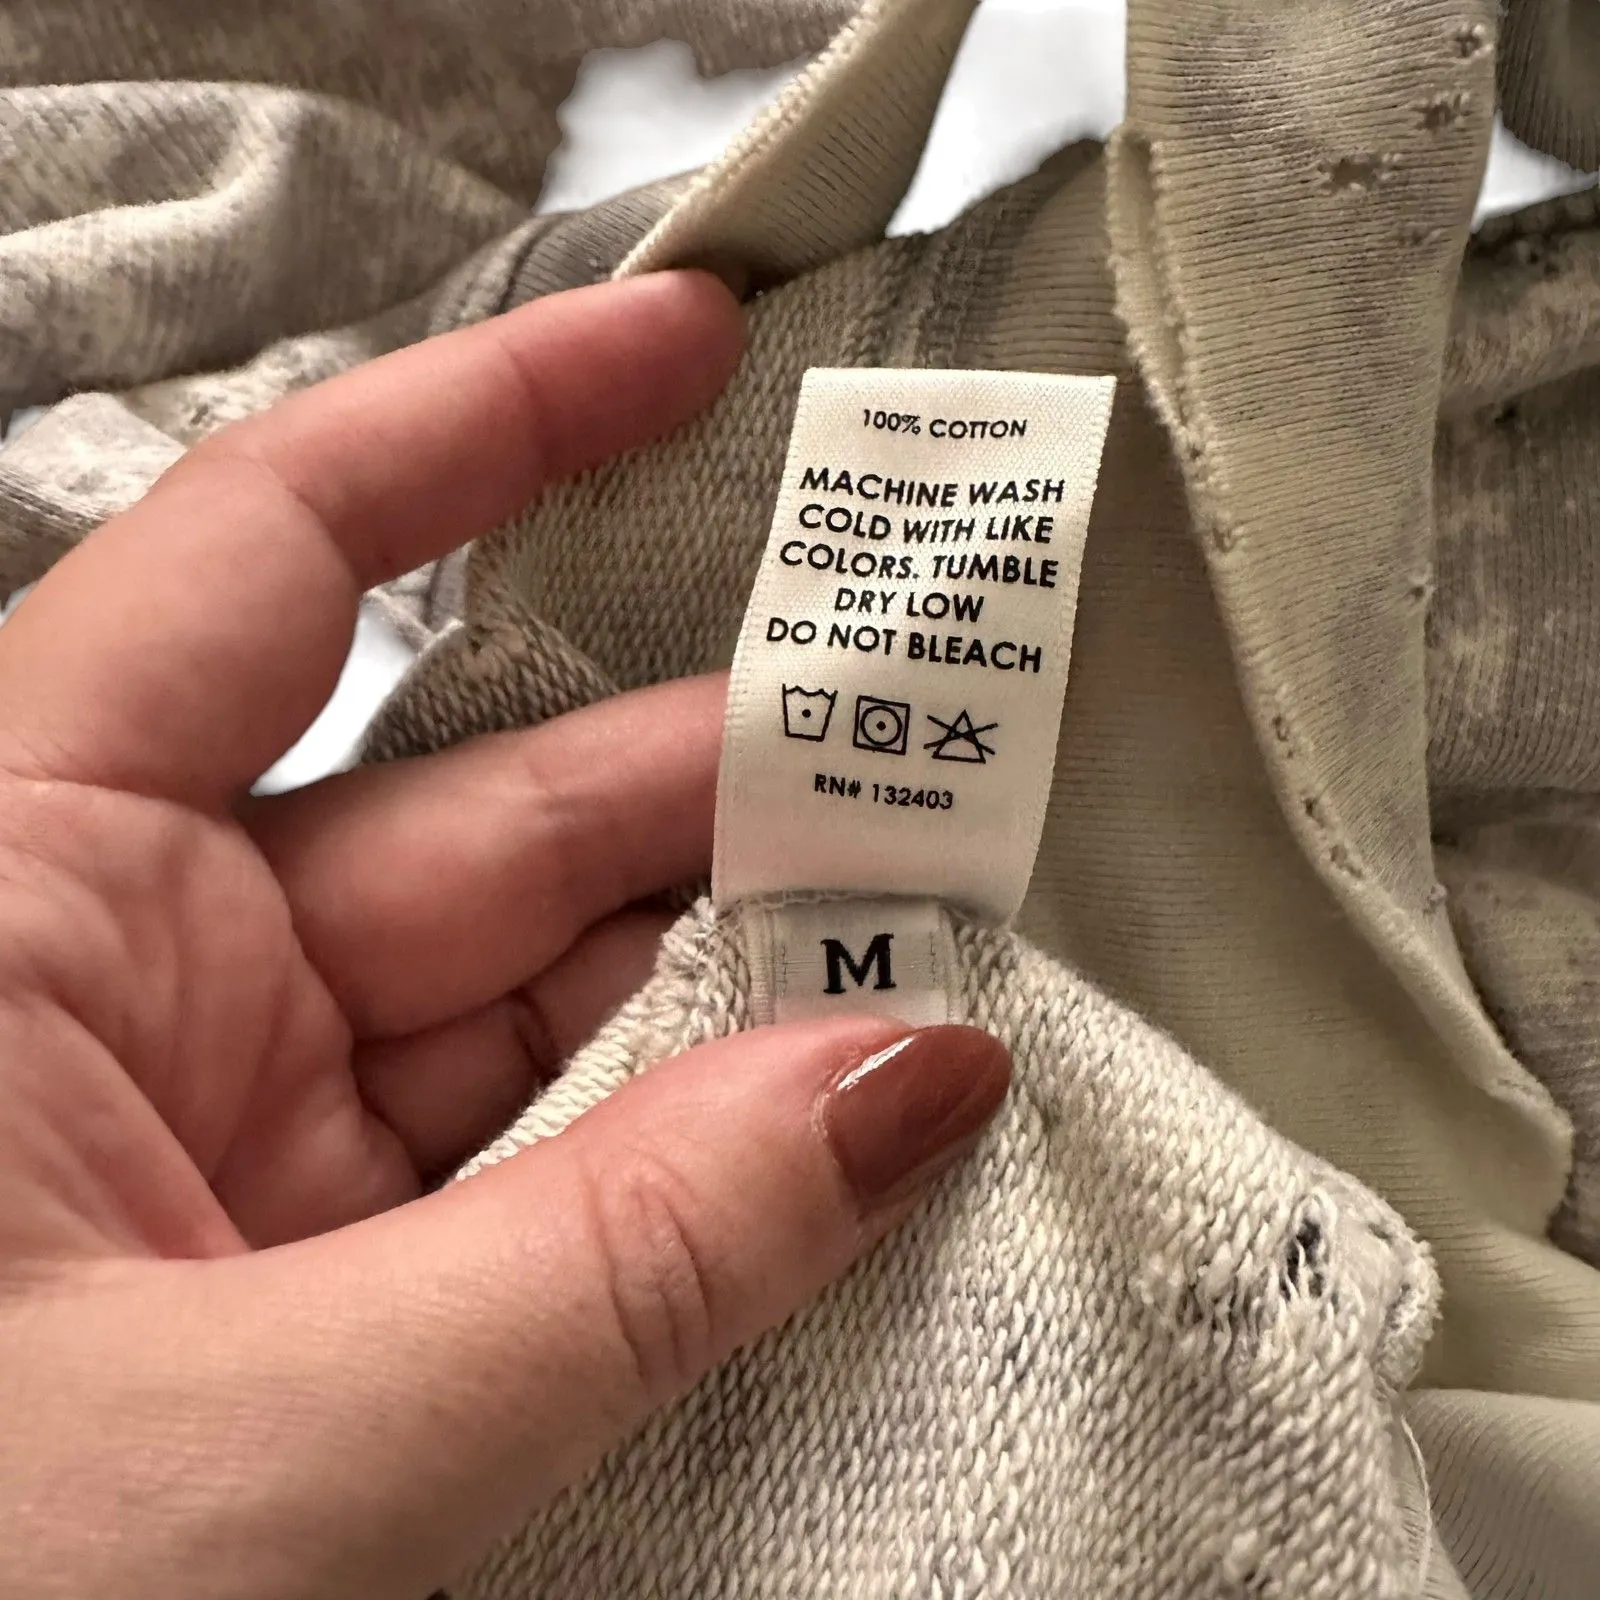 100% COTTON
MACHINE WASH
COLD WITH LIKE
COLORS. TUMBLE
DRY LOW
DO NOT BLEACH
RN# 132403
M